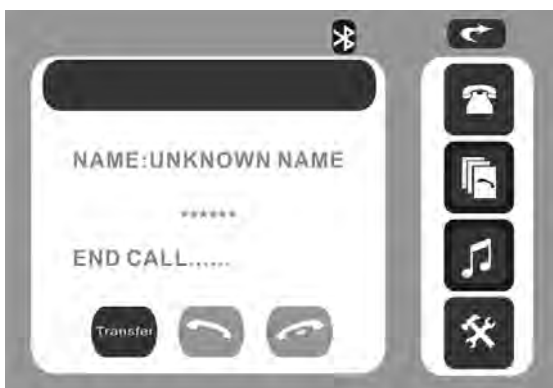 NAME:UNKNOWN NAME
******
END CALL......
Transfer